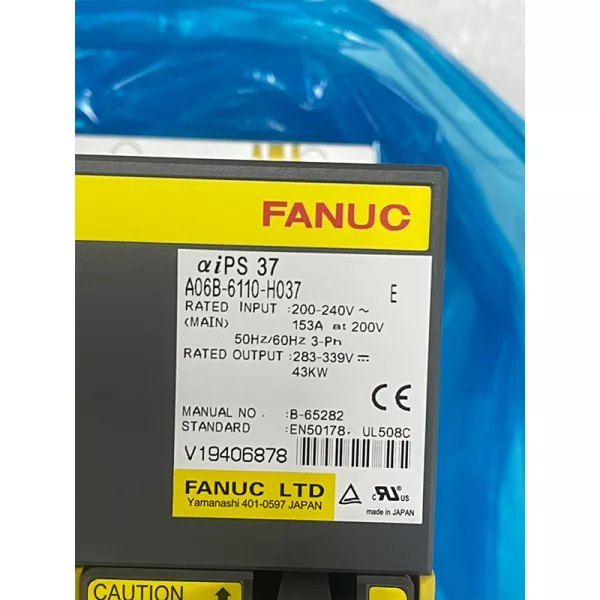 FANUC
αiPS 37
A06B-6110-H037 E
RATED INPUT :200-240V～
(MAIN) 153A at 200V
50Hz/60Hz 3-Ph
RATED OUTPUT :283-339V⎓
43KW
CE
MANUAL NO. :B-65282
STANDARD :EN50178, UL508C
V19406878
FANUC LTD
Yamanashi 401-0597 JAPAN
c RU US
made in JAPAN
CAUTION